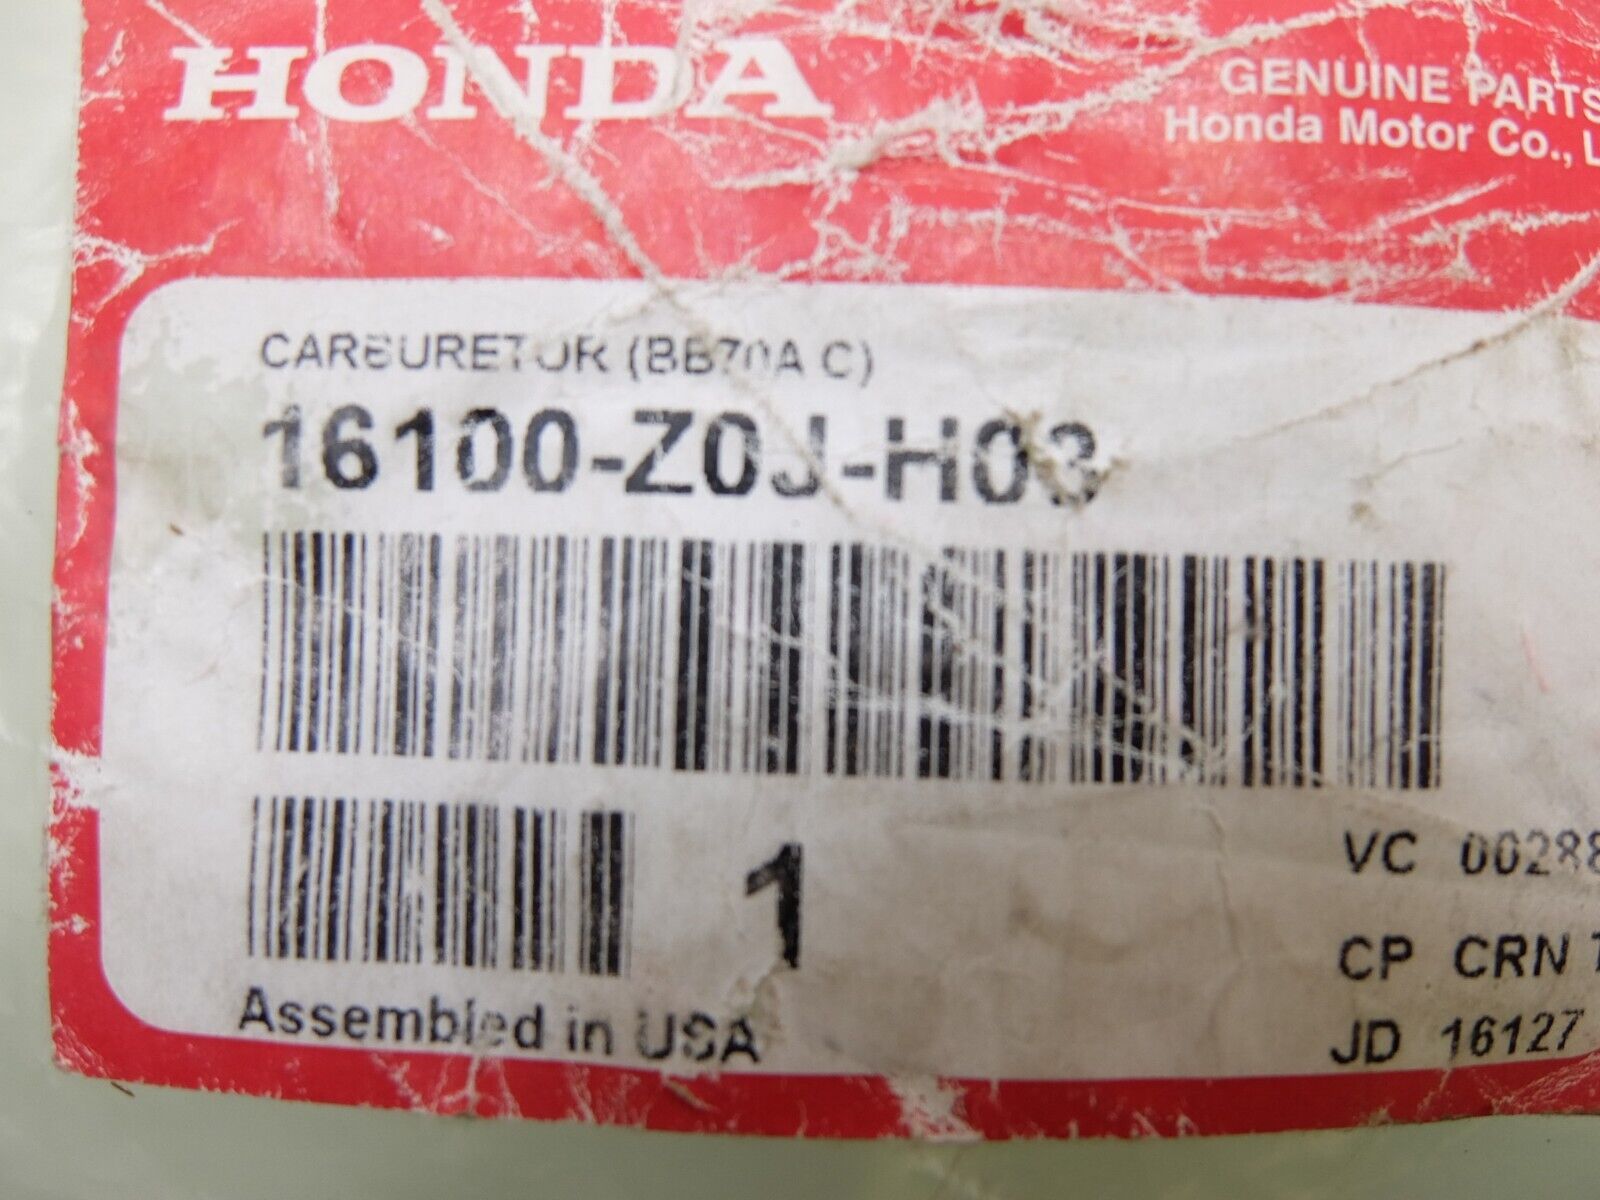 HONDA
GENUINE PARTS
Honda Motor Co., L
CARBURETOR (BB70A C)
16100-Z0J-H03
1
VC 00288
CP CRN T
Assembled in USA
JD 16127